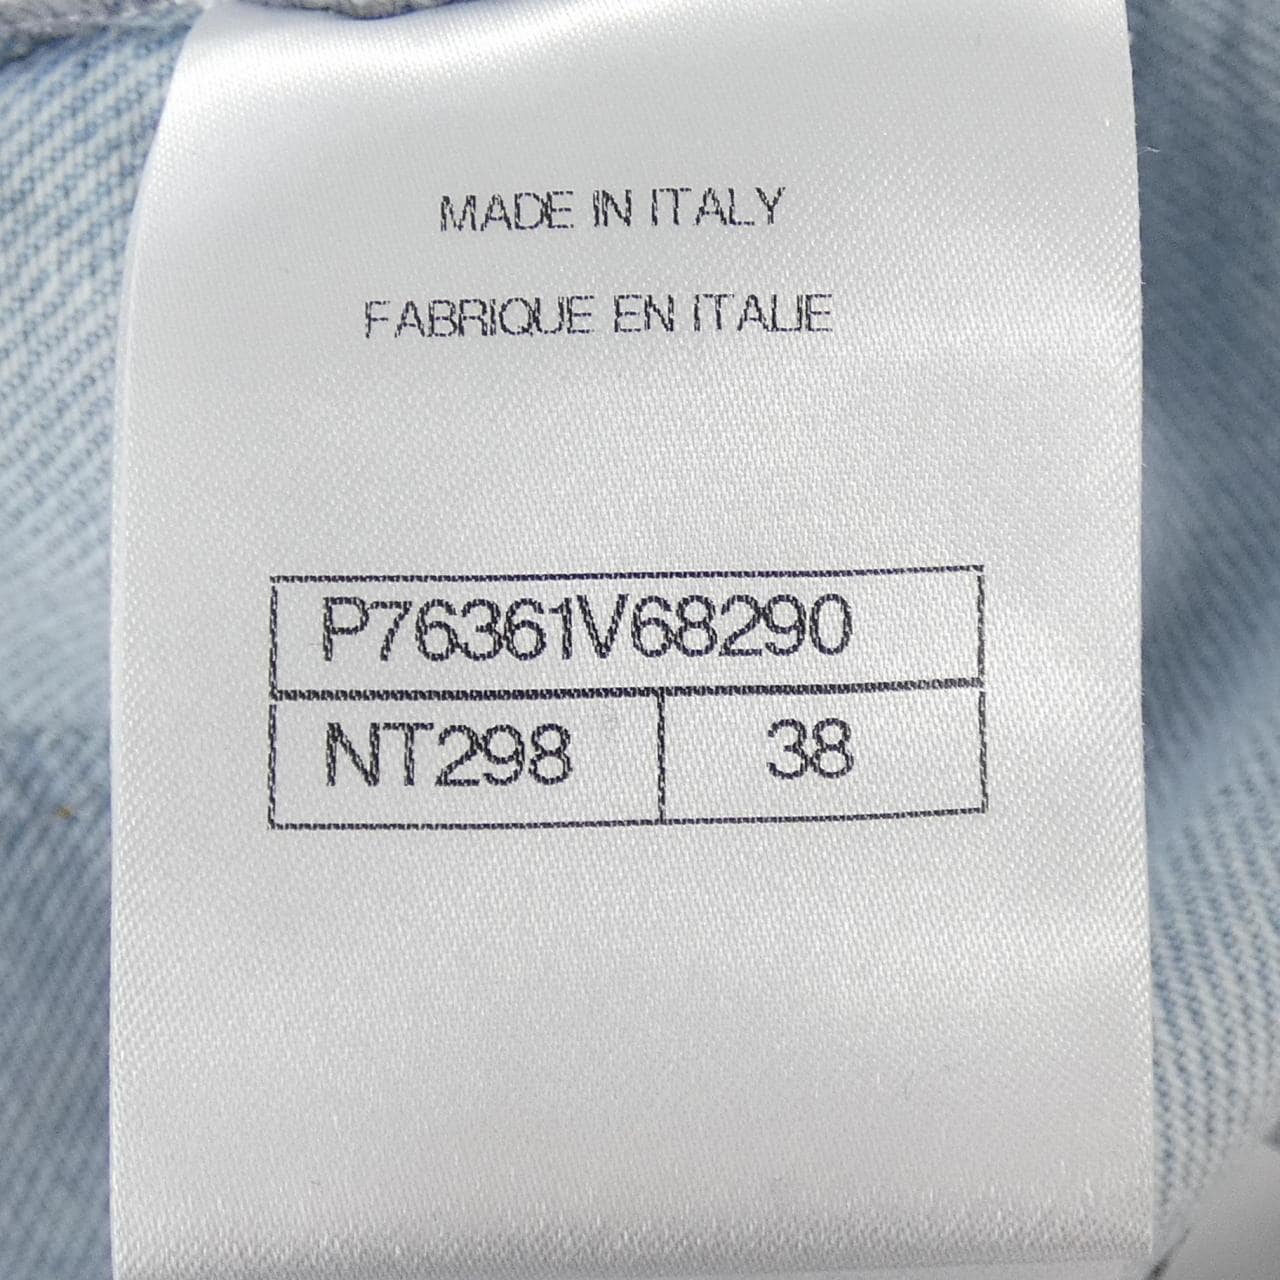 MADE IN ITALY
FABRIQUE EN ITALIE
P76361V68290
NT298 38